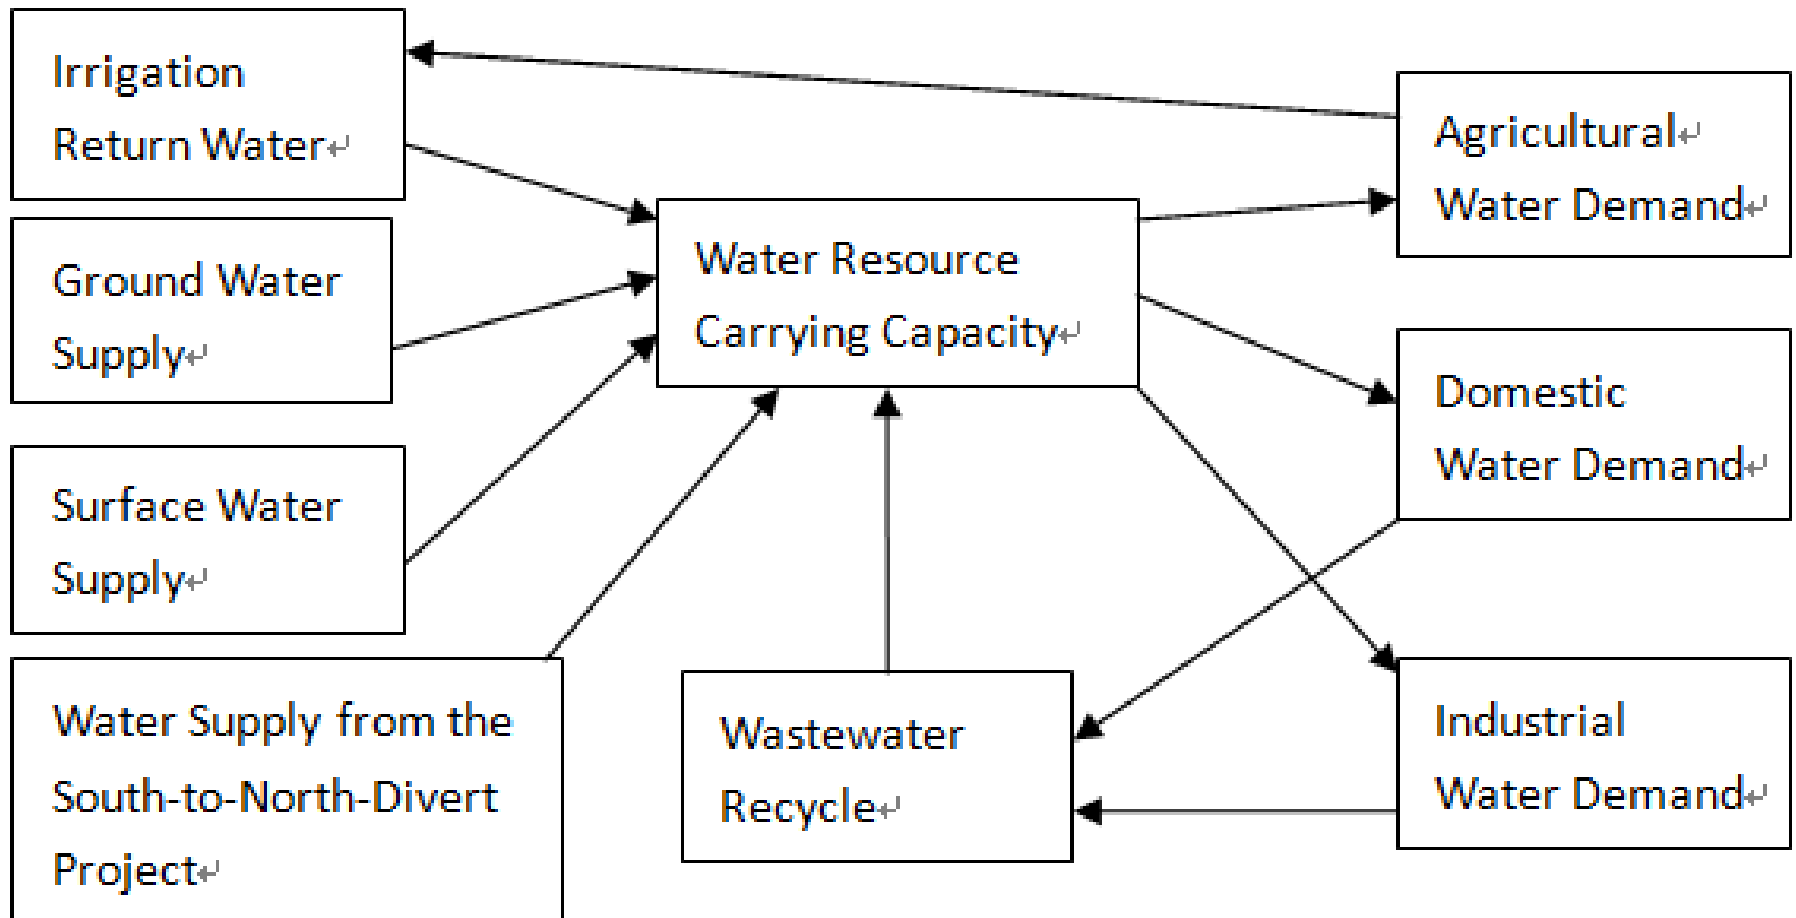 Irrigation
Return Water↵
Ground Water
Supply↵
Surface Water
Supply↵
Water Supply from the
South-to-North-Divert
Project↵
Water Resource
Carrying Capacity↵
Wastewater
Recycle↵
Agricultural↵
Water Demand↵
Domestic
Water Demand↵
Industrial
Water Demand↵